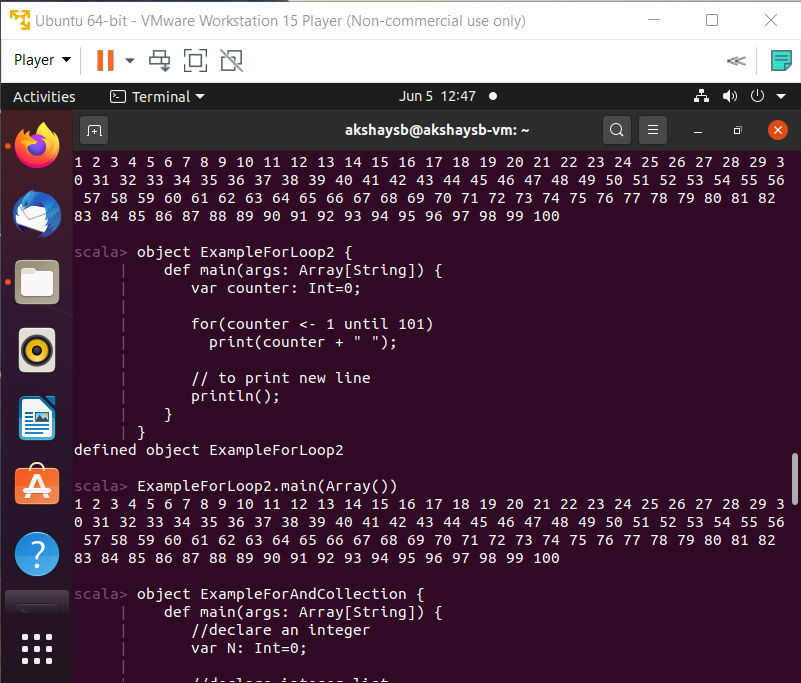 Ubuntu 64-bit - VMware Workstation 15 Player (Non-commercial use only)
Player
Activities Terminal Jun 5 12:47
akshaysb@akshaysb-vm: ~
1 2 3 4 5 6 7 8 9 10 11 12 13 14 15 16 17 18 19 20 21 22 23 24 25 26 27 28 29 3
0 31 32 33 34 35 36 37 38 39 40 41 42 43 44 45 46 47 48 49 50 51 52 53 54 55 56
 57 58 59 60 61 62 63 64 65 66 67 68 69 70 71 72 73 74 75 76 77 78 79 80 81 82
83 84 85 86 87 88 89 90 91 92 93 94 95 96 97 98 99 100
scala> object ExampleForLoop2 {
     |    def main(args: Array[String]) {
     |       var counter: Int=0;
     |
     |       for(counter <- 1 until 101)
     |         print(counter + " ");
     |
     |       // to print new line
     |       println();
     |    }
     | }
defined object ExampleForLoop2
scala> ExampleForLoop2.main(Array())
1 2 3 4 5 6 7 8 9 10 11 12 13 14 15 16 17 18 19 20 21 22 23 24 25 26 27 28 29 3
0 31 32 33 34 35 36 37 38 39 40 41 42 43 44 45 46 47 48 49 50 51 52 53 54 55 56
 57 58 59 60 61 62 63 64 65 66 67 68 69 70 71 72 73 74 75 76 77 78 79 80 81 82
83 84 85 86 87 88 89 90 91 92 93 94 95 96 97 98 99 100
scala> object ExampleForAndCollection {
     |    def main(args: Array[String]) {
     |       //declare an integer
     |       var N: Int=0;
     |
     |       //declare integer list